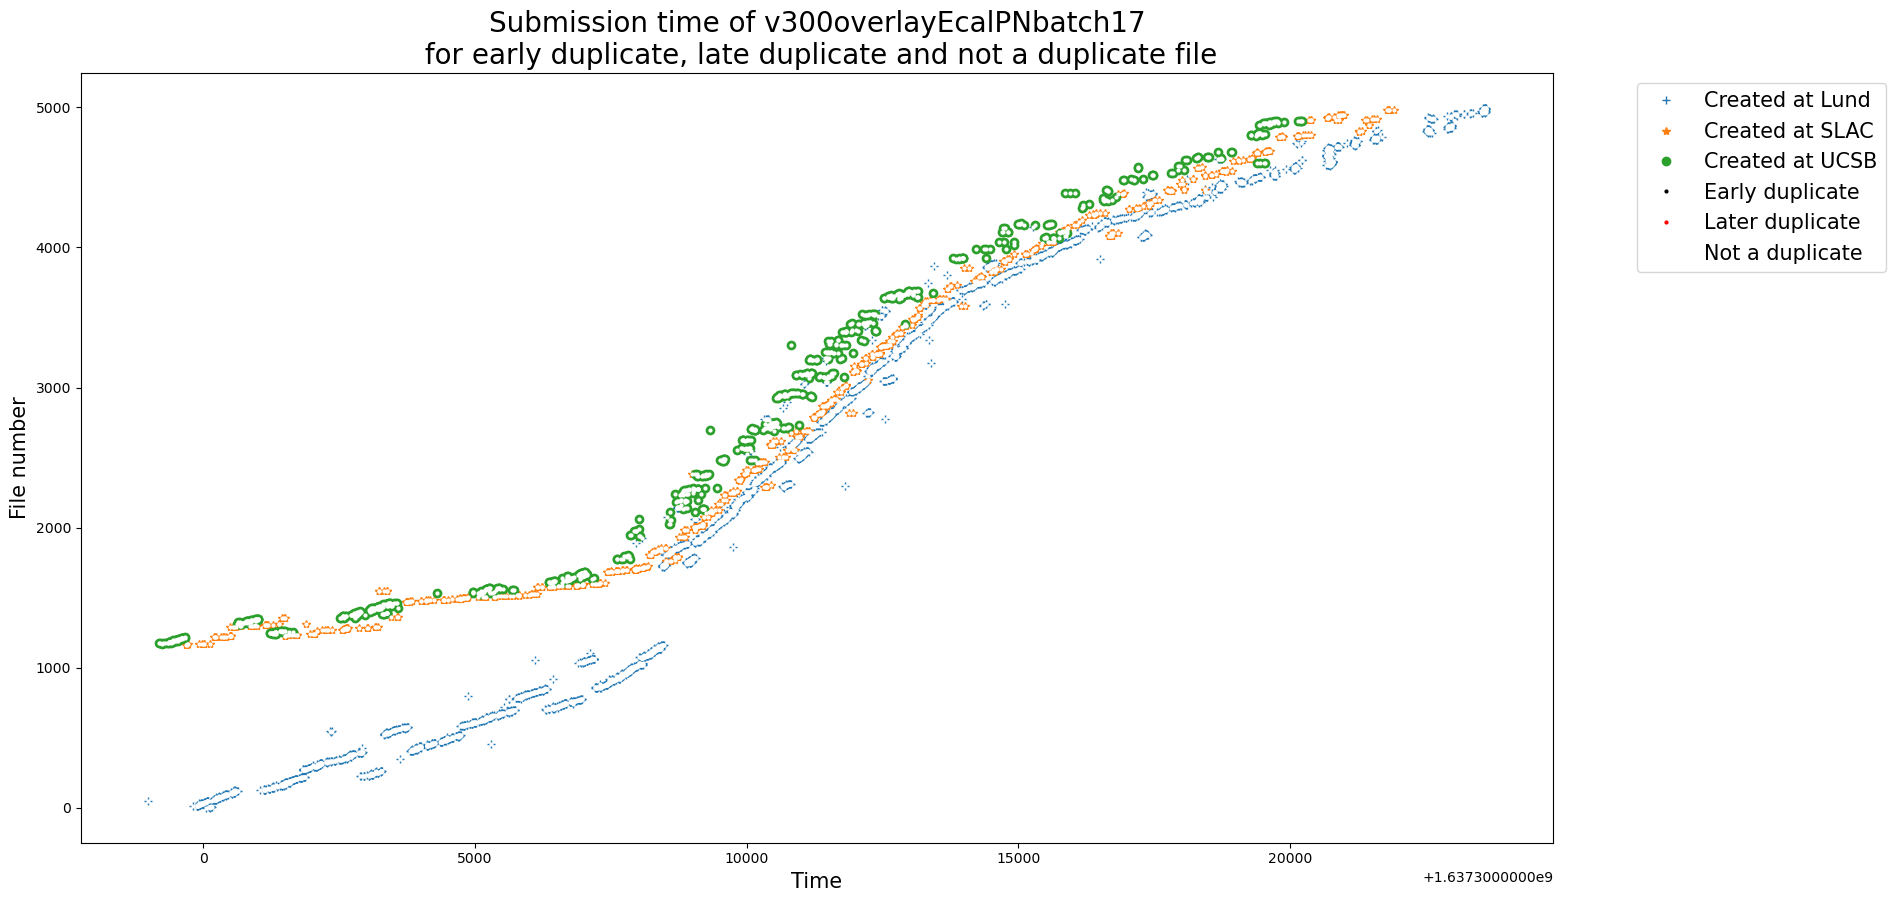 Submission time of v300overlayEcalPNbatch17
for early duplicate, late duplicate and not a duplicate file
Created at Lund
Created at SLAC
Created at UCSB
Early duplicate
Later duplicate
Not a duplicate
File number
5000
4000
3000
2000
1000
0
0
5000
10000
15000
20000
Time
+1.6373000000e9